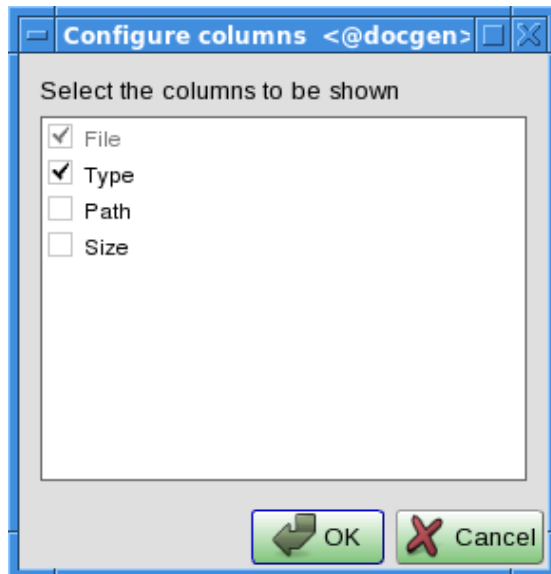 Configure columns <@docgen>
Select the columns to be shown
File
Type
Path
Size
OK
Cancel